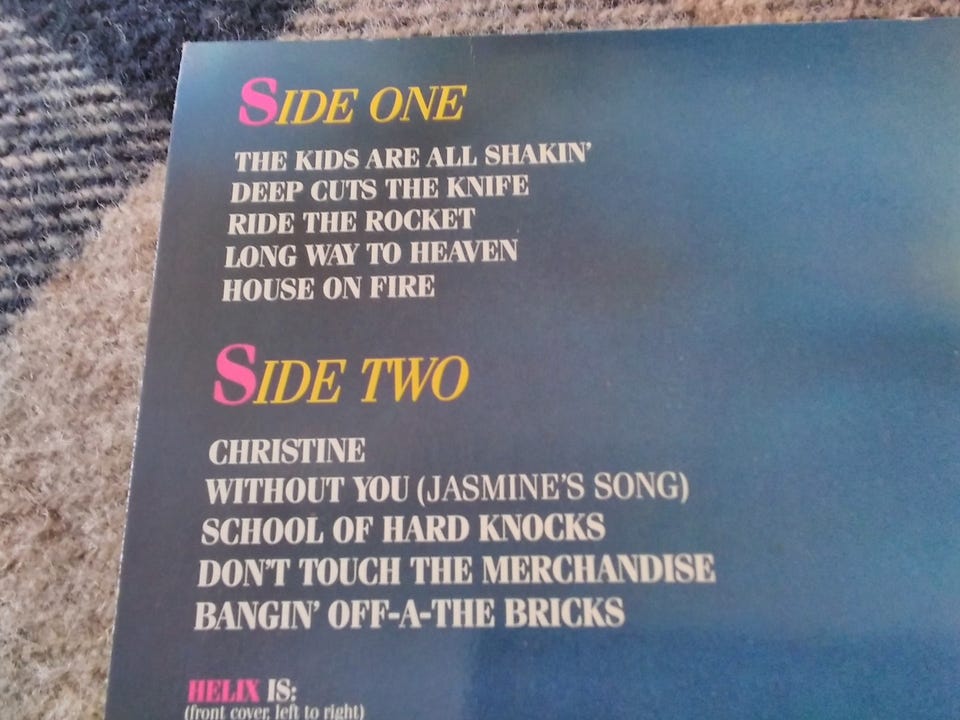 SIDE ONE
THE KIDS ARE ALL SHAKIN'
DEEP CUTS THE KNIFE
RIDE THE ROCKET
LONG WAY TO HEAVEN
HOUSE ON FIRE
SIDE TWO
CHRISTINE
WITHOUT YOU (JASMINE'S SONG)
SCHOOL OF HARD KNOCKS
DON'T TOUCH THE MERCHANDISE
BANGIN' OFF-A-THE BRICKS
HELIX IS:
(front cover, left to right)